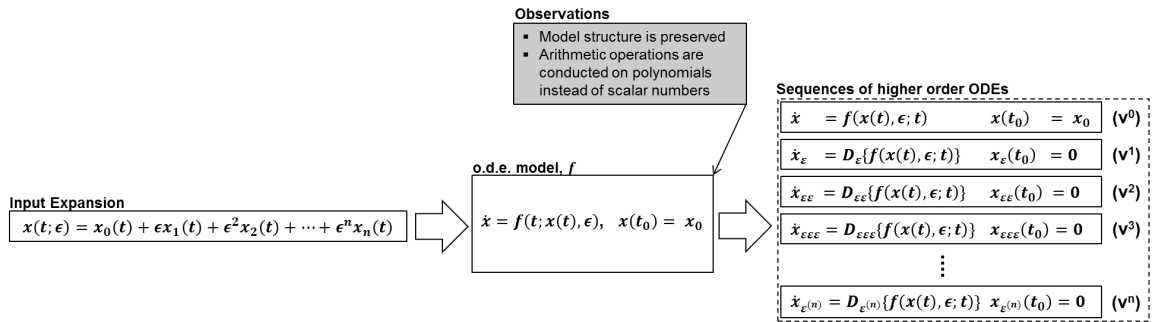 Observations
▪ Model structure is preserved
▪ Arithmetic operations are
conducted on polynomials
instead of scalar numbers
Input Expansion
x(t; ϵ) = x₀(t) + ϵx₁(t) + ϵ²x₂(t) + ⋯ + ϵⁿxₙ(t)
o.d.e. model, f
ẋ = f(t; x(t), ϵ), x(t₀) = x₀
Sequences of higher order ODEs
ẋ = f(x(t), ϵ; t) x(t₀) = x₀ (v⁰)
ẋ_ε = D_ε{f(x(t), ϵ; t)} x_ε(t₀) = 0 (v¹)
ẋ_εε = D_εε{f(x(t), ϵ; t)} x_εε(t₀) = 0 (v²)
ẋ_εεε = D_εεε{f(x(t), ϵ; t)} x_εεε(t₀) = 0 (v³)
⋮
ẋ_ε⁽ⁿ⁾ = D_ε⁽ⁿ⁾{f(x(t), ϵ; t)} x_ε⁽ⁿ⁾(t₀) = 0 (vⁿ)